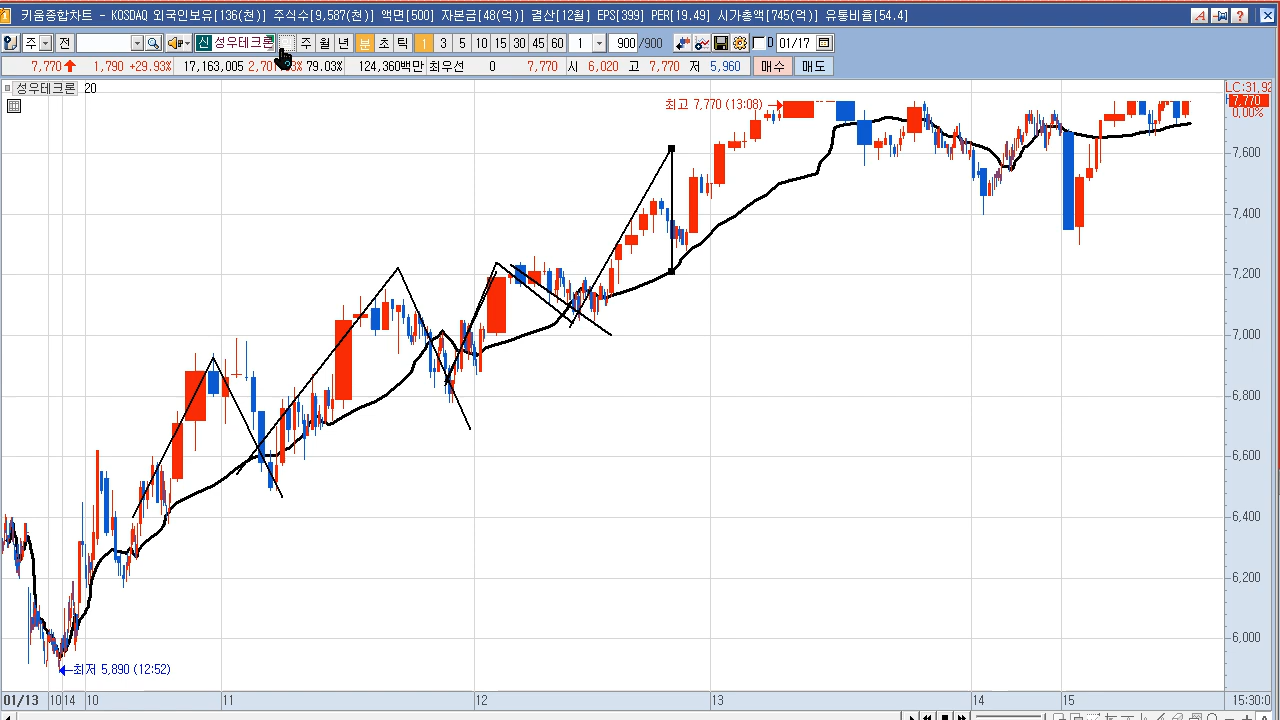 키움종합차트 - KOSDAQ 외국인보유[136(천)] 주식수[9,587(천)] 액면[500] 자본금[48(억)] 결산[12월] EPS[399] PER[19.49] 시가총액[745(억)] 유통비율[54.4]
주 전 신 성우테크론 주 월 년 분 초 틱 1 3 5 10 15 30 45 60 1 900 /900 D 01/17
7,770 1,790 +29.93% 17,163,005 79.03% 124,360백만 최우선 0 7,770 시 6,020 고 7,770 저 5,960 매수 매도
성우테크론 20
LC:31,92
최고 7,770 (13:08)
7,770
0,00%
7,600
7,400
7,200
7,000
6,800
6,600
6,400
6,200
6,000
최저 5,890 (12:52)
01/13 10 14 10 11 12 13 14 15 15:30:0